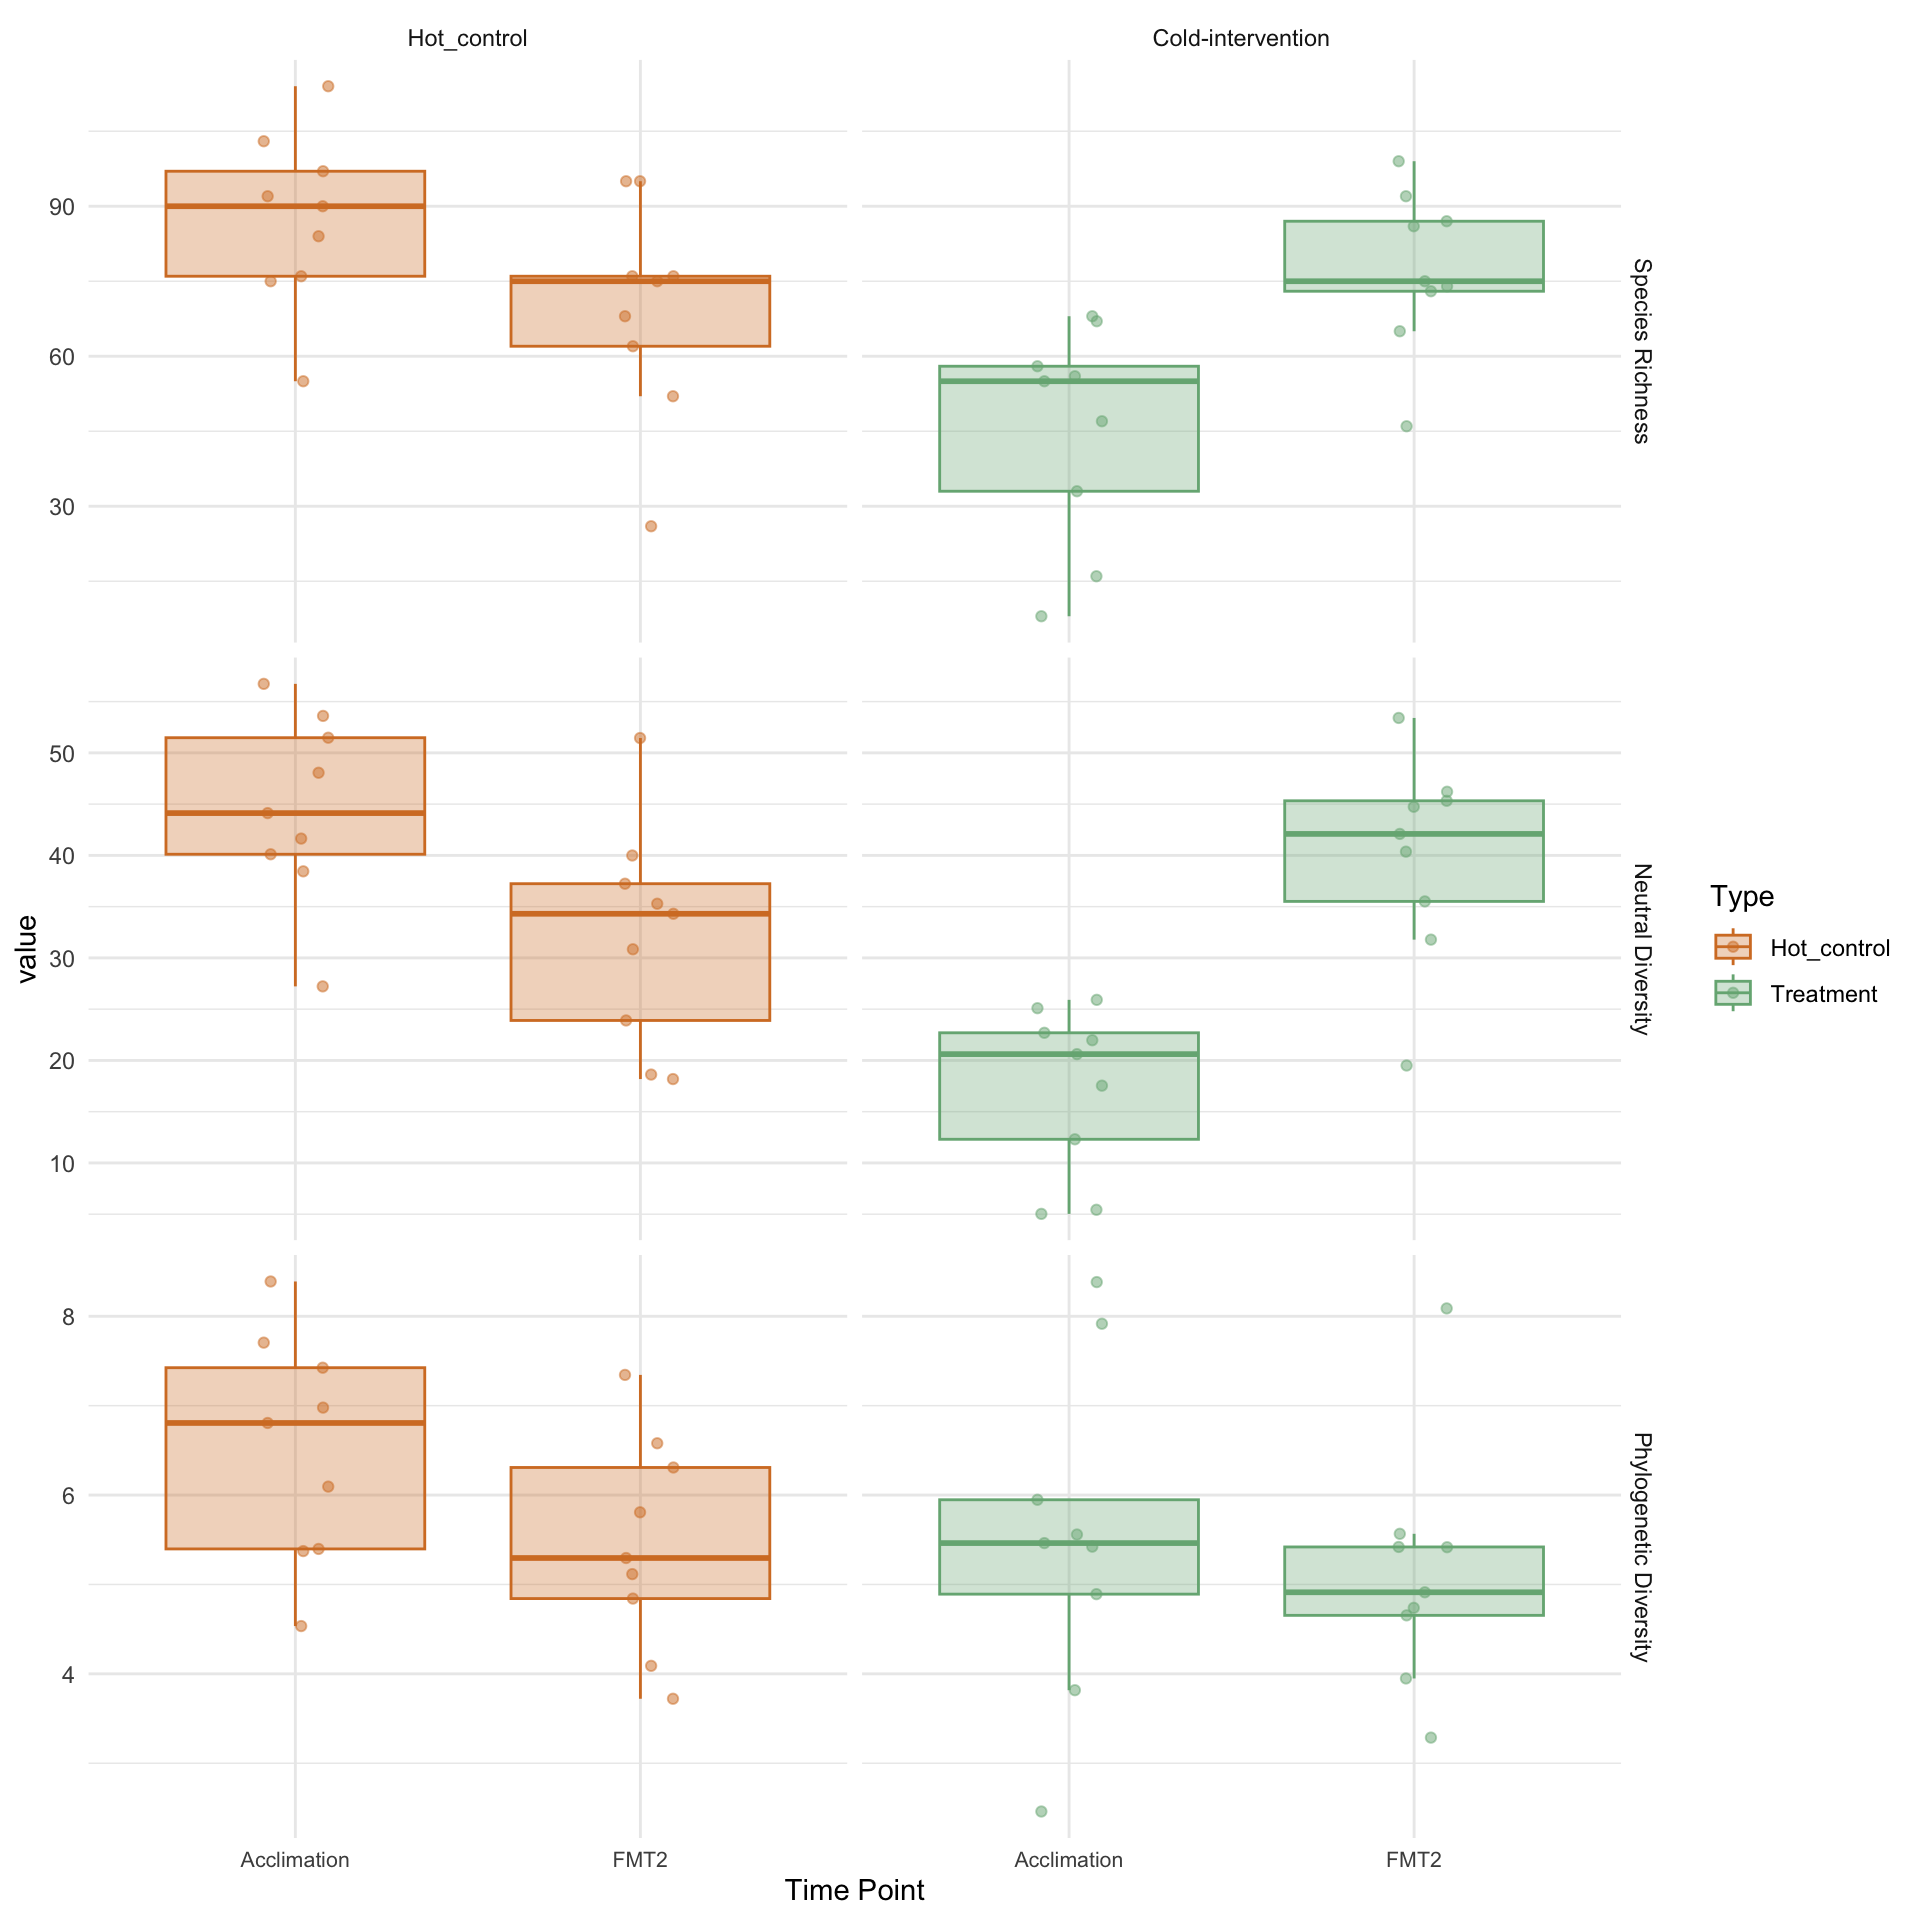 Hot_control
Cold-intervention
90
60
30
Species Richness
50
40
30
20
10
Neutral Diversity
8
6
4
Phylogenetic Diversity
value
Acclimation
FMT2
Acclimation
FMT2
Time Point
Type
Hot_control
Treatment